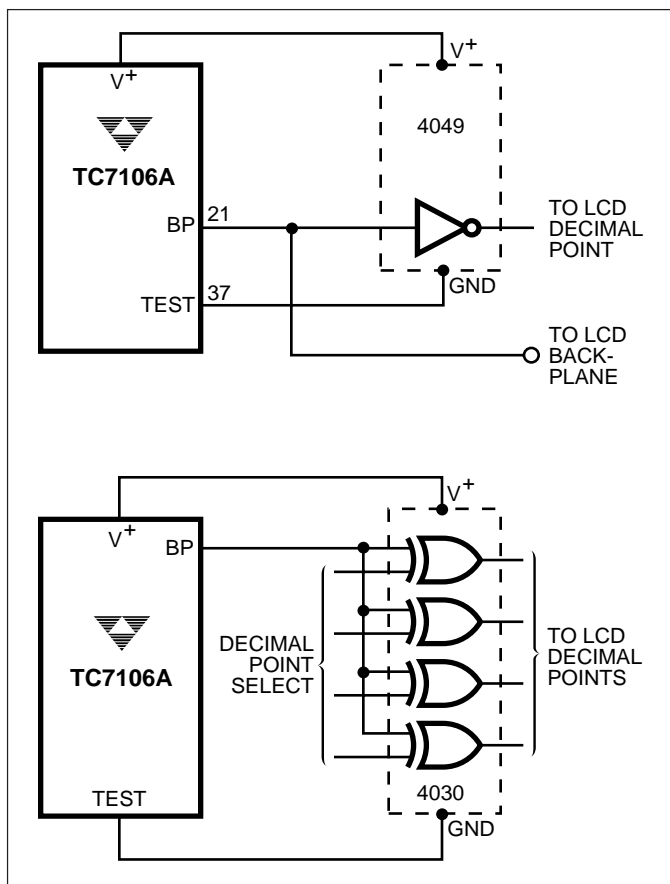 V+
V+
4049
TC7106A
BP
21
TO LCD
DECIMAL
POINT
TEST
37
GND
TO LCD
BACK-
PLANE
V+
V+
BP
DECIMAL
POINT
SELECT
TO LCD
DECIMAL
POINTS
TC7106A
TEST
4030
GND